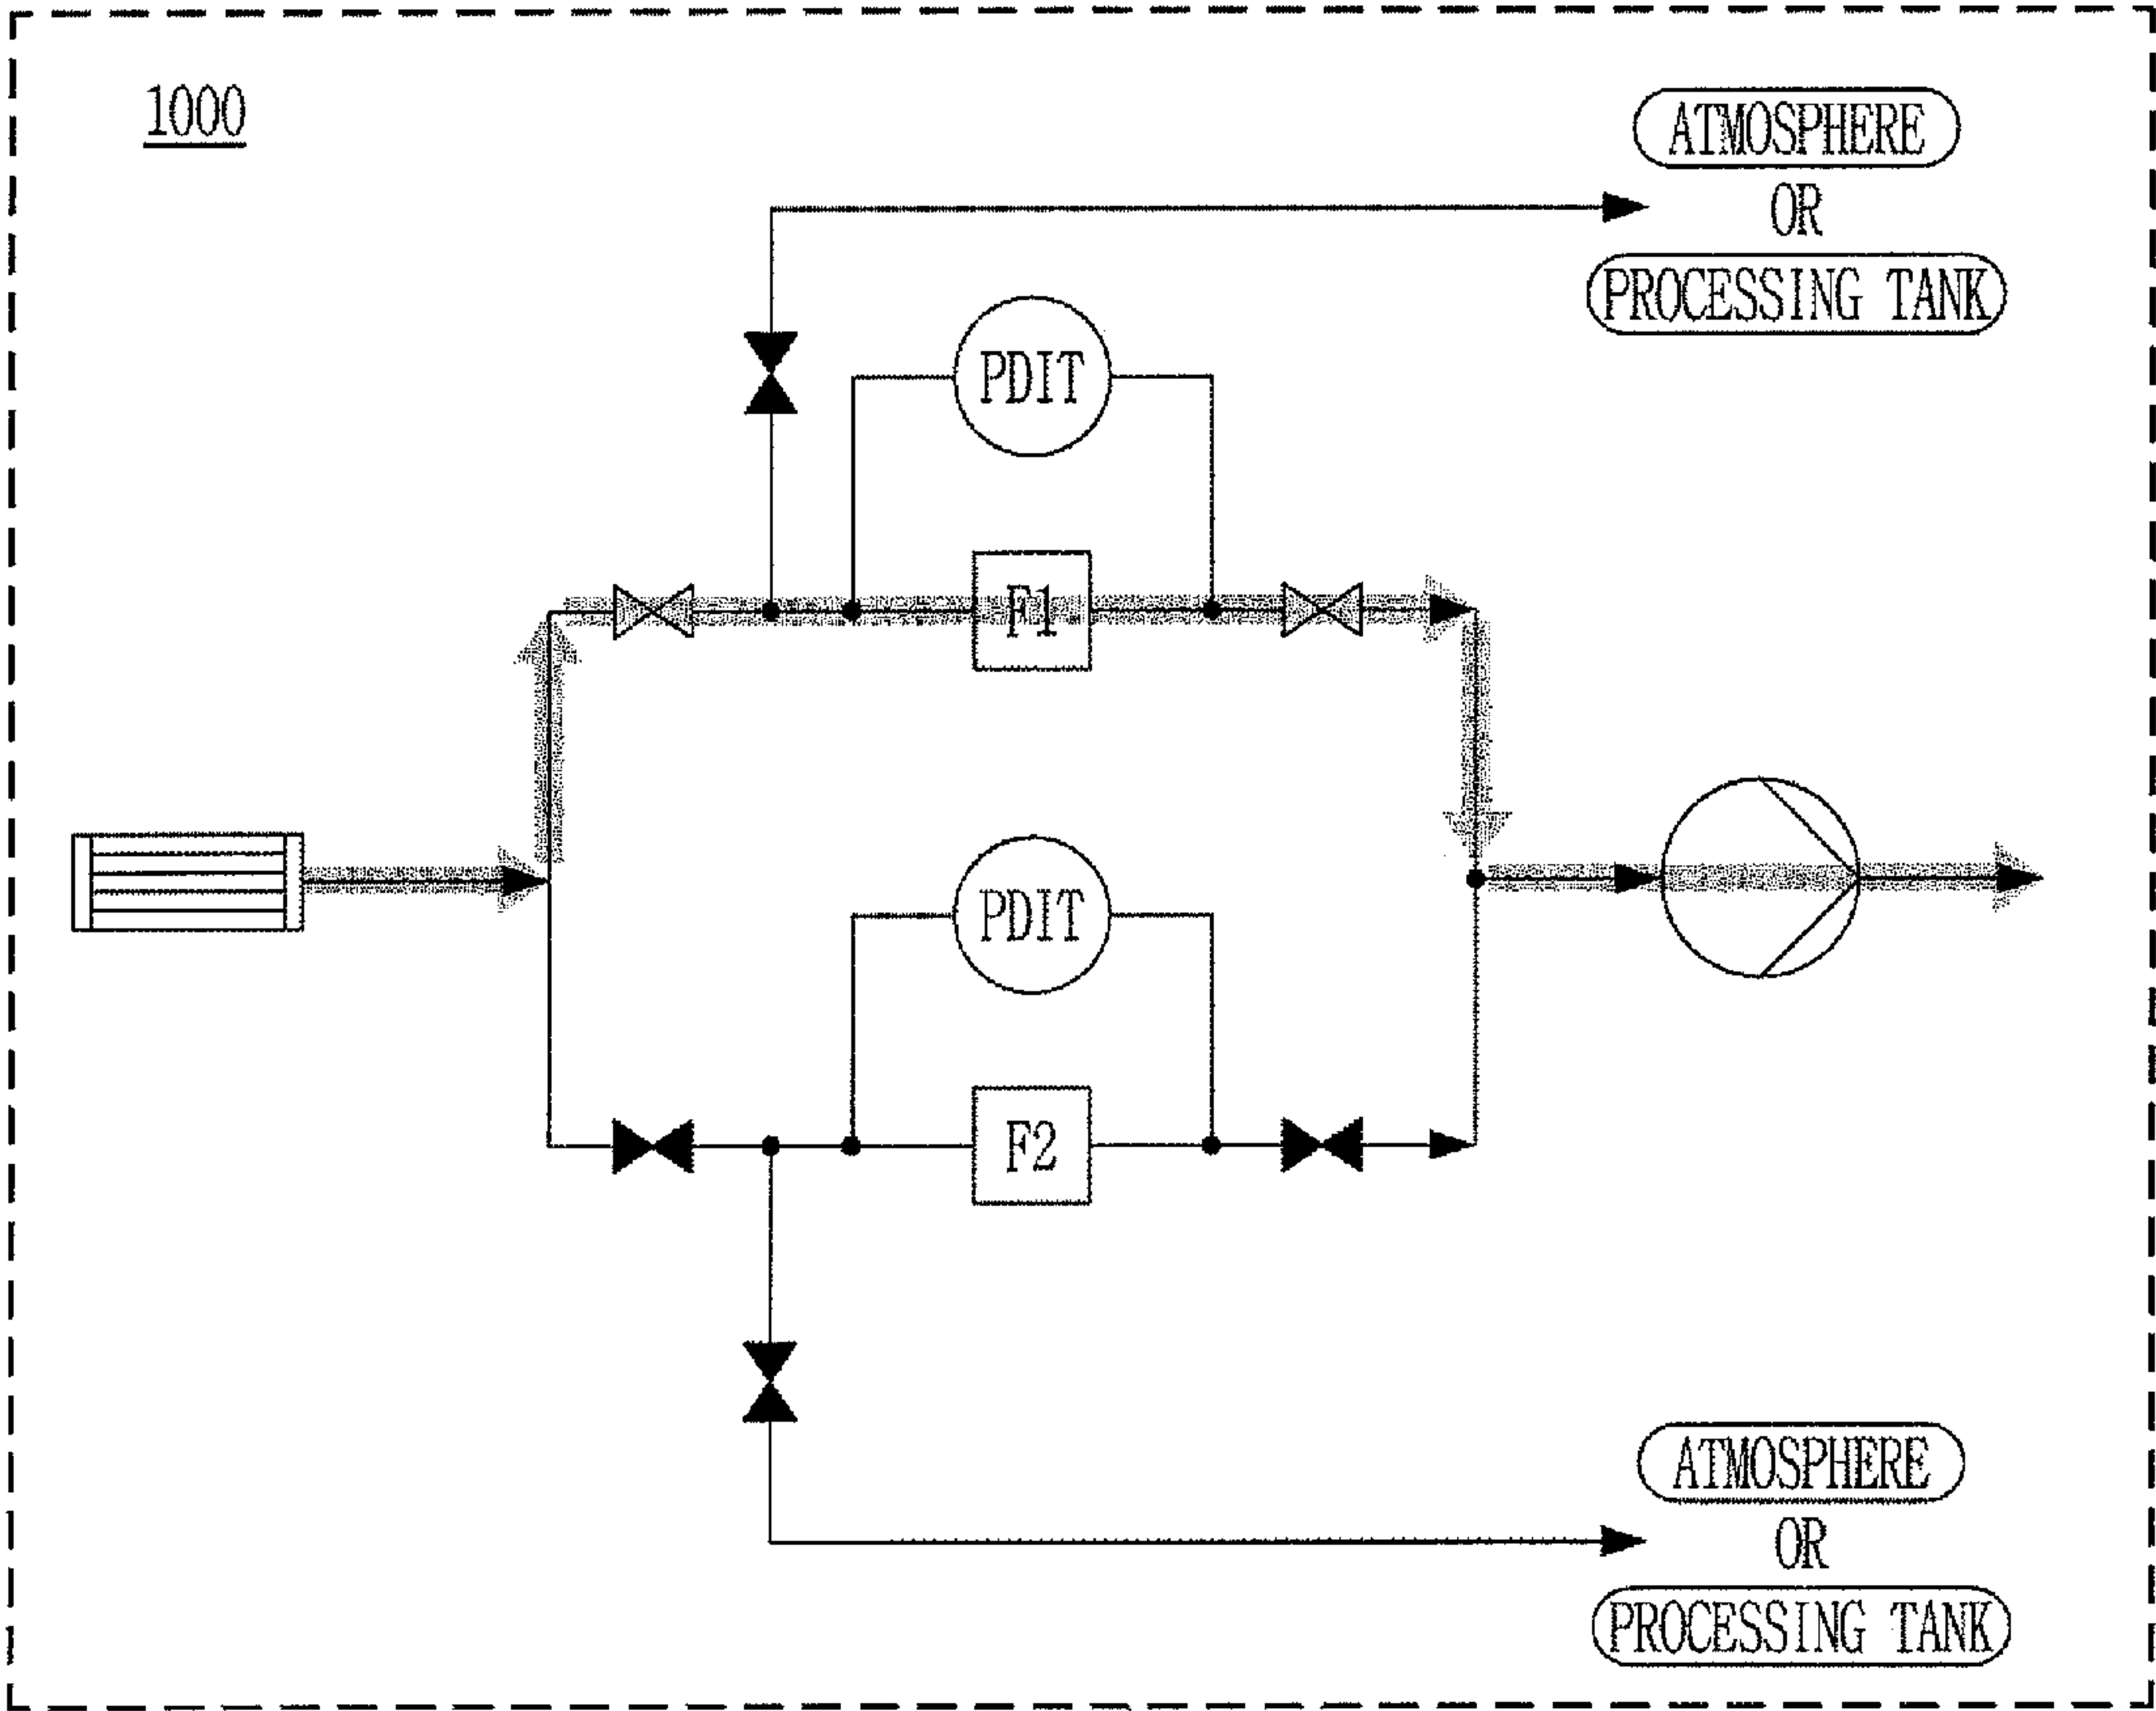 1000
ATMOSPHERE
OR
PROCESSING TANK
PDIT
F1
PDIT
F2
ATMOSPHERE
OR
PROCESSING TANK